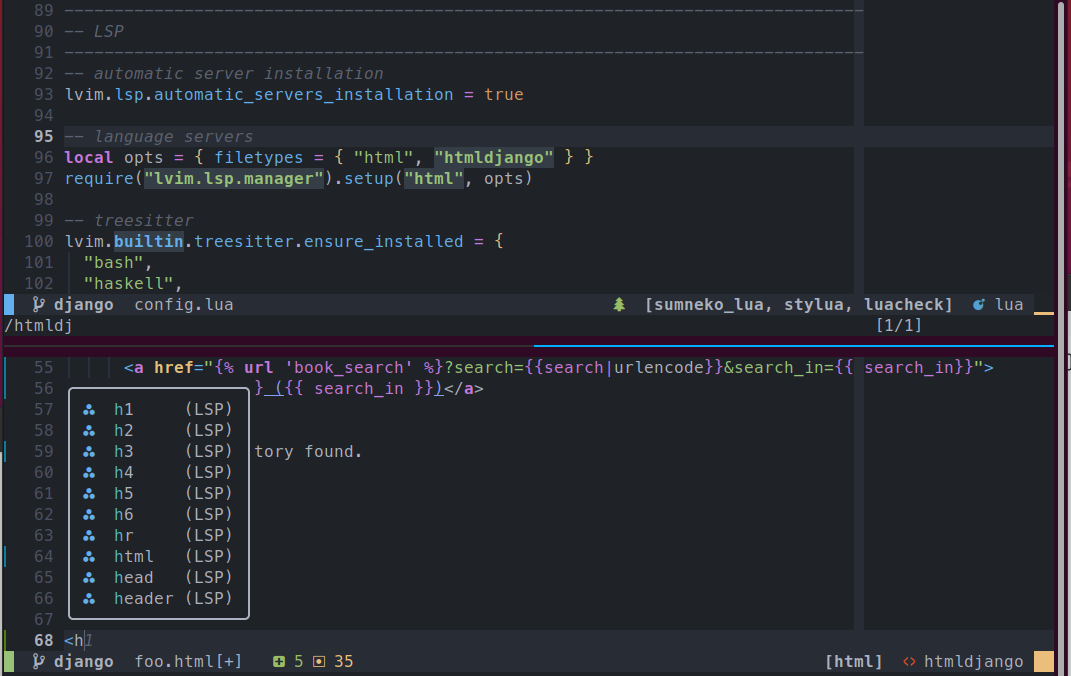 89 --------------------------------------------------------------------------------
90 -- LSP
91 --------------------------------------------------------------------------------
92 -- automatic server installation
93 lvim.lsp.automatic_servers_installation = true
94
95 -- language servers
96 local opts = { filetypes = { "html", "htmldjango" } }
97 require("lvim.lsp.manager").setup("html", opts)
98
99 -- treesitter
100 lvim.builtin.treesitter.ensure_installed = {
101 "bash",
102 "haskell",
django config.lua [sumneko_lua, stylua, luacheck] lua
/htmldj [1/1]
55 <a href="{% url 'book_search' %}?search={{search|urlencode}}&search_in={{ search_in}}">
56 } ({{ search_in }})</a>
57 h1 (LSP)
58 h2 (LSP)
59 h3 (LSP) tory found.
60 h4 (LSP)
61 h5 (LSP)
62 h6 (LSP)
63 hr (LSP)
64 html (LSP)
65 head (LSP)
66 header (LSP)
67
68 <h1
django foo.html[+] 5 35 [html] <> htmldjango